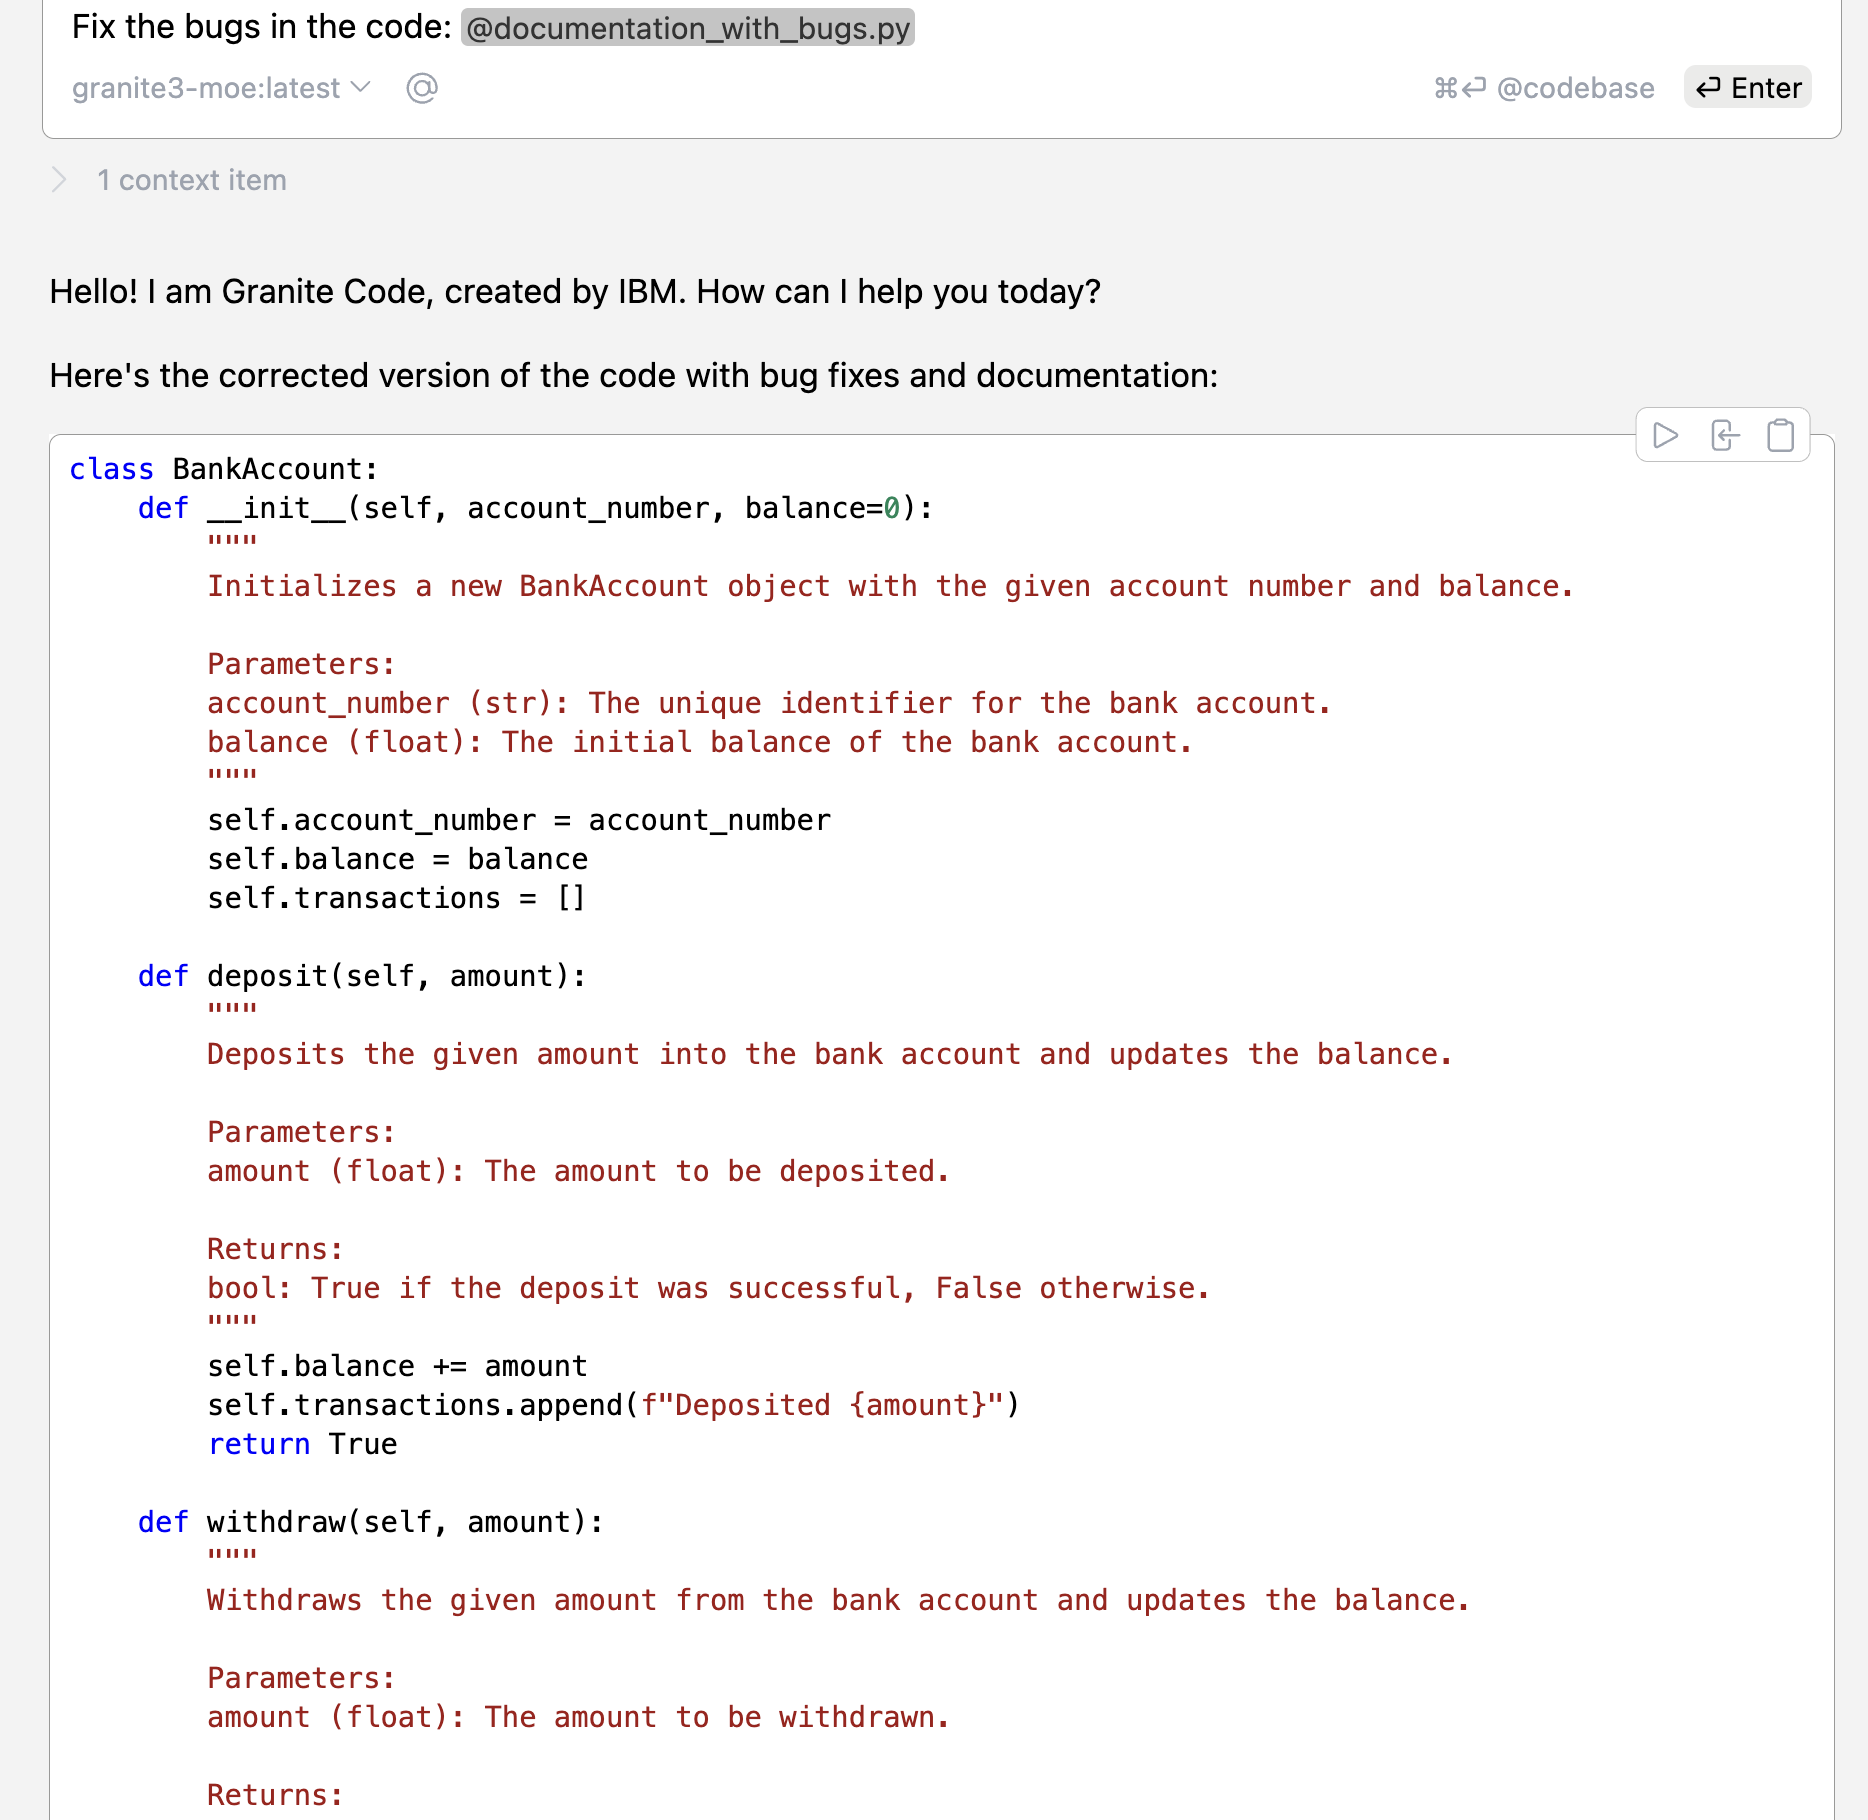 Fix the bugs in the code: @documentation_with_bugs.py
granite3-moe:latest @ ⌘⏎ @codebase ⏎ Enter
1 context item
Hello! I am Granite Code, created by IBM. How can I help you today?
Here's the corrected version of the code with bug fixes and documentation:
class BankAccount:
    def __init__(self, account_number, balance=0):
        """
        Initializes a new BankAccount object with the given account number and balance.

        Parameters:
        account_number (str): The unique identifier for the bank account.
        balance (float): The initial balance of the bank account.
        """
        self.account_number = account_number
        self.balance = balance
        self.transactions = []

    def deposit(self, amount):
        """
        Deposits the given amount into the bank account and updates the balance.

        Parameters:
        amount (float): The amount to be deposited.

        Returns:
        bool: True if the deposit was successful, False otherwise.
        """
        self.balance += amount
        self.transactions.append(f"Deposited {amount}")
        return True

    def withdraw(self, amount):
        """
        Withdraws the given amount from the bank account and updates the balance.

        Parameters:
        amount (float): The amount to be withdrawn.

        Returns: